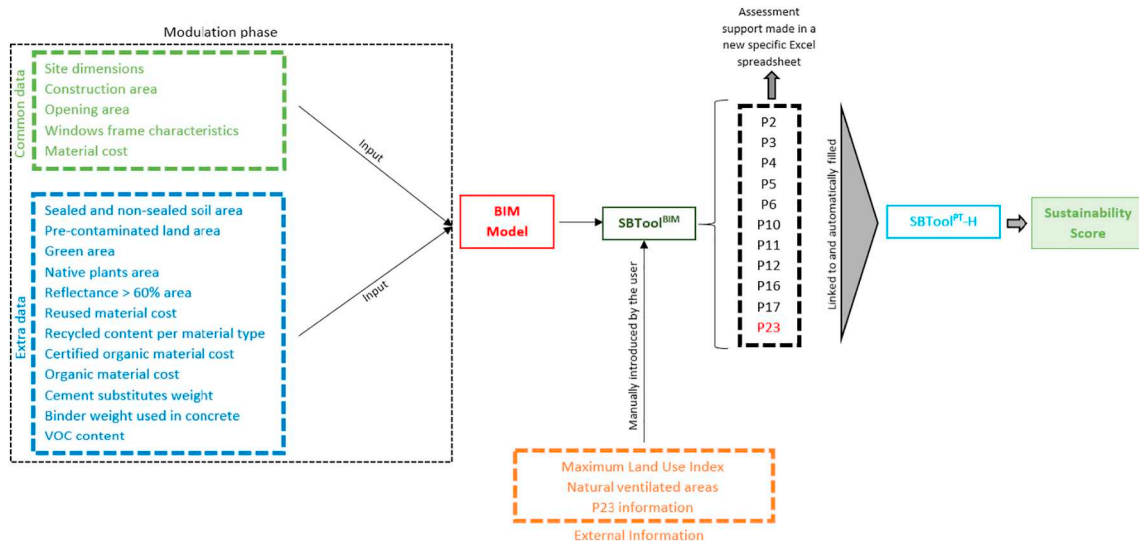 Modulation phase
Common data
Site dimensions
Construction area
Opening area
Windows frame characteristics
Material cost
Extra data
Sealed and non-sealed soil area
Pre-contaminated land area
Green area
Native plants area
Reflectance > 60% area
Reused material cost
Recycled content per material type
Certified organic material cost
Organic material cost
Cement substitutes weight
Binder weight used in concrete
VOC content
Input
Input
BIM
Model
SBTool^BIM
Manually introduced by the user
Maximum Land Use Index
Natural ventilated areas
P23 information
External Information
Assessment
support made in a
new specific Excel
spreadsheet
P2
P3
P4
P5
P6
P10
P11
P12
P16
P17
P23
Linked to and automatically filled
SBTool^PT-H
Sustainability
Score